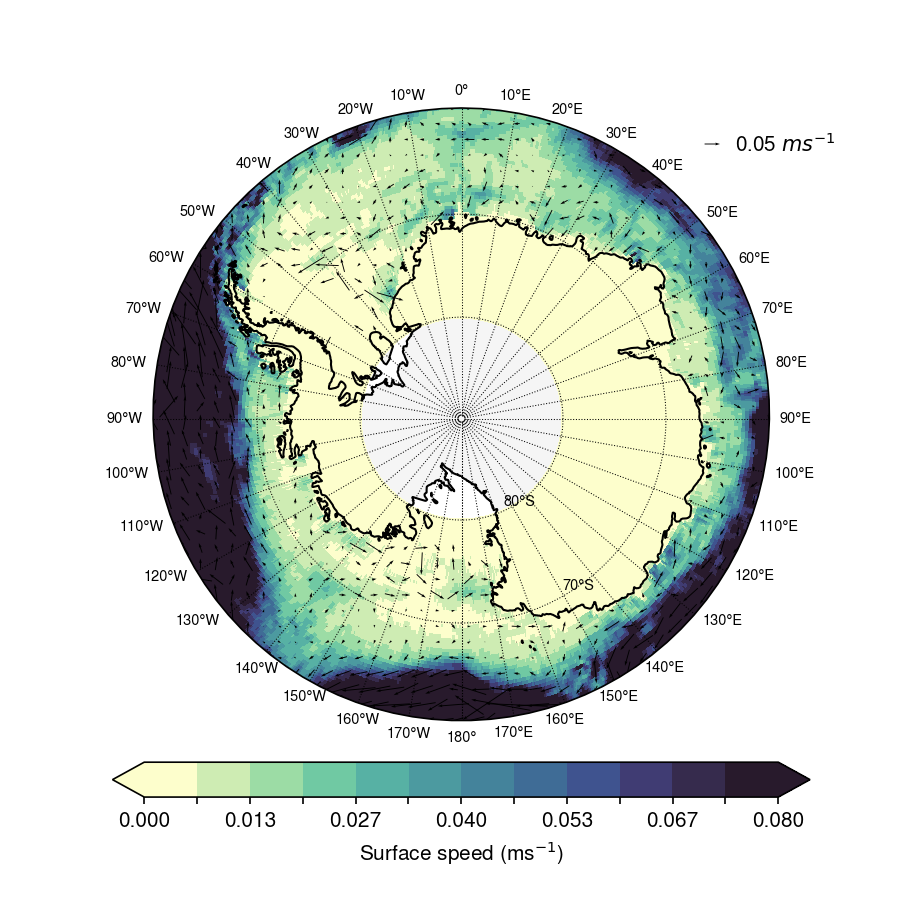 0°
10°W
10°E
20°W
20°E
30°W
30°E
0.05 ms⁻¹
40°W
40°E
50°W
50°E
60°W
60°E
70°W
70°E
80°W
80°E
90°W
90°E
100°W
100°E
80°S
110°W
110°E
120°W
120°E
70°S
130°W
130°E
140°W
140°E
150°W
150°E
160°W
160°E
170°W
170°E
180°
0.000 0.013 0.027 0.040 0.053 0.067 0.080
Surface speed (ms⁻¹)